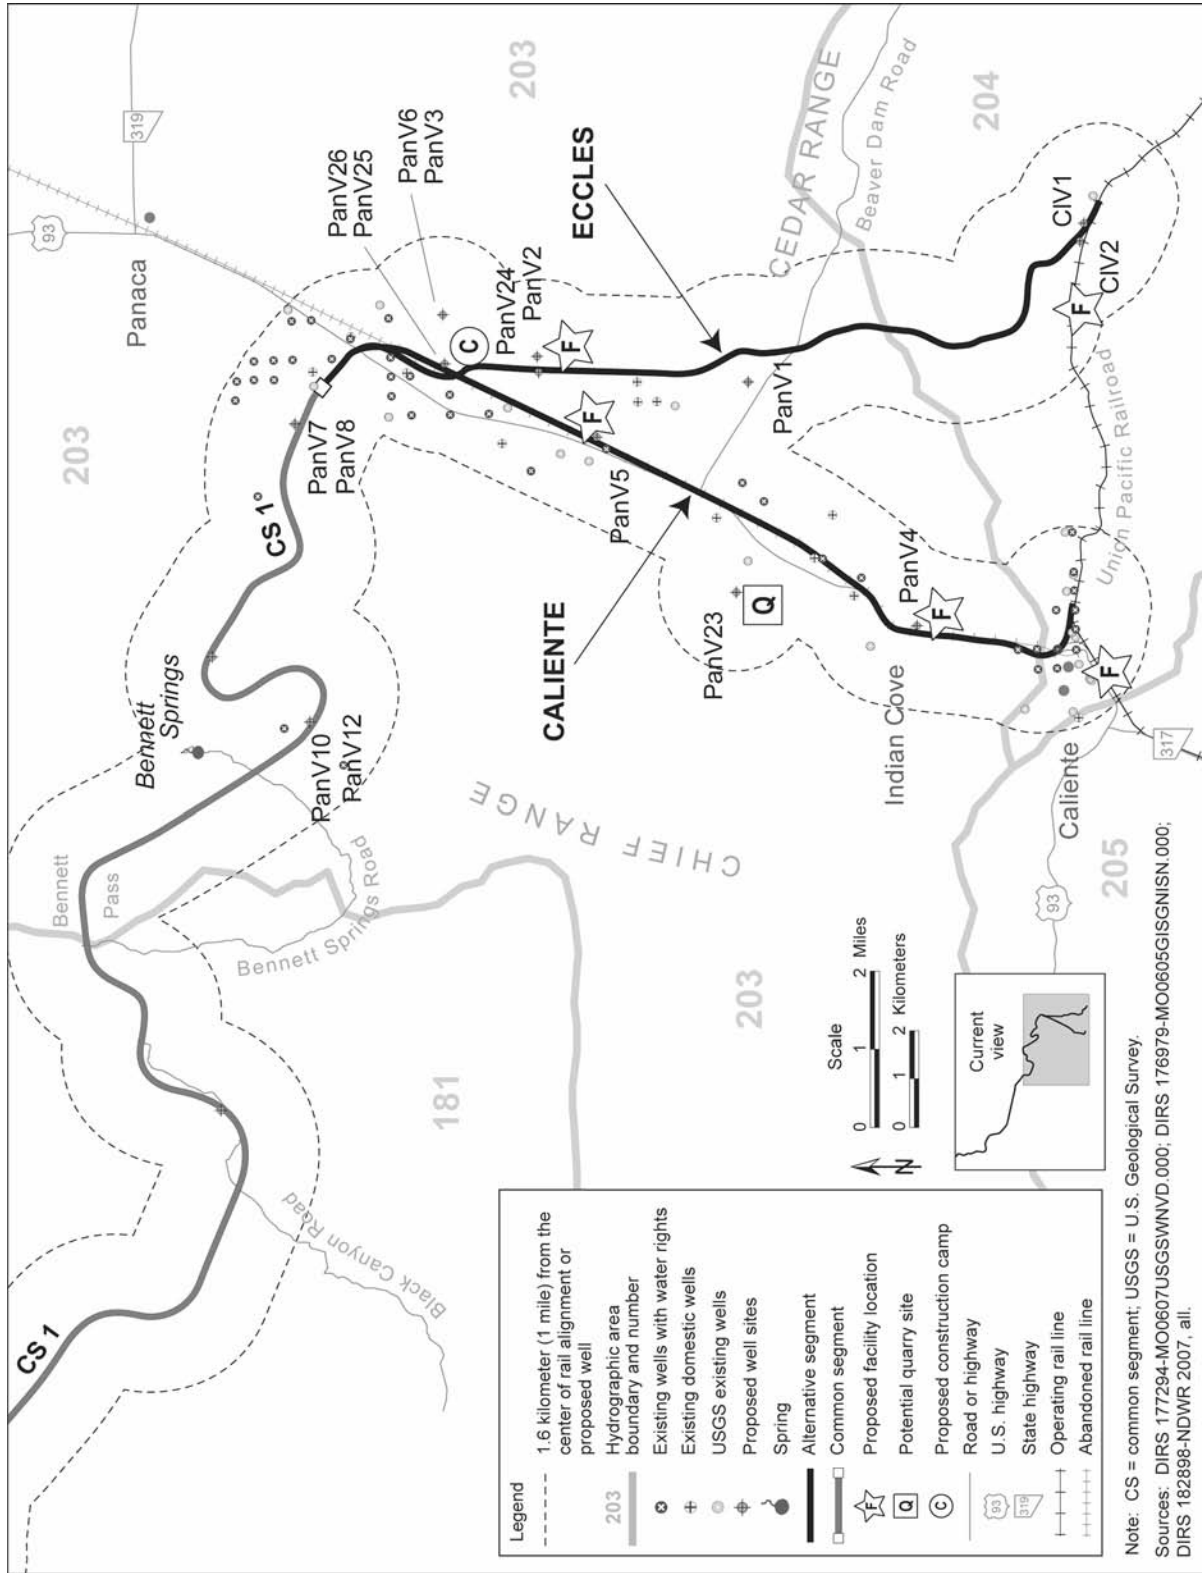 203
93
319
Panaca
203
PanV26
PanV25
PanV6
PanV3
CS 1
Bennett
Springs
PanV7
PanV8
C
PanV24
PanV2
F
ECCLES
CEDAR RANGE
Beaver Dam Road
204
Bennett
Pass
PanV10
PanV12
Bennett Springs Road
F
PanV5
PanV1
CIV1
CIV2
F
CALIENTE
PanV23
Q
PanV4
F
Union Pacific Railroad
CHIEF RANGE
Indian Cove
Caliente
F
317
93
205
203
181
CS 1
Black Canyon Road
Scale
0 1 2 Miles
0 1 2 Kilometers
N
Current
view
Legend
1.6 kilometer (1 mile) from the
center of rail alignment or
proposed well
203
Hydrographic area
boundary and number
Existing wells with water rights
Existing domestic wells
USGS existing wells
Proposed well sites
Spring
Alternative segment
Common segment
F
Proposed facility location
Q
Potential quarry site
C
Proposed construction camp
Road or highway
93
U.S. highway
319
State highway
Operating rail line
Abandoned rail line
Note: CS = common segment; USGS = U.S. Geological Survey.
Sources: DIRS 177294-MO0607USGSWNVD.000; DIRS 176979-MO0605GISGNISN.000;
DIRS 182898-NDWR 2007, all.